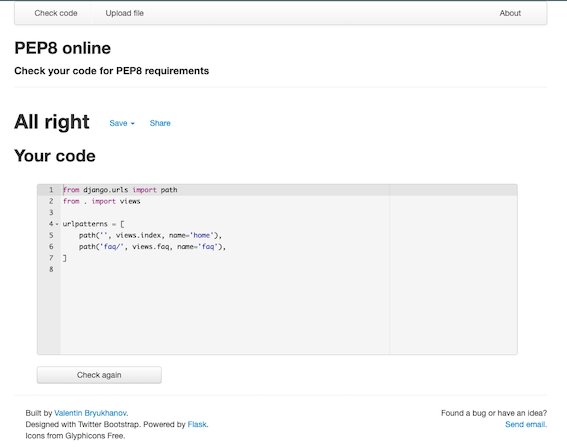 Check code Upload file About
PEP8 online
Check your code for PEP8 requirements
All right Save Share
Your code
1 from django.urls import path
2 from . import views
3
4 urlpatterns = [
5 path('', views.index, name='home'),
6 path('faq/', views.faq, name='faq'),
7 ]
8
Check again
Built by Valentin Bryukhanov. Found a bug or have an idea?
Designed with Twitter Bootstrap. Powered by Flask. Send email.
Icons from Glyphicons Free.